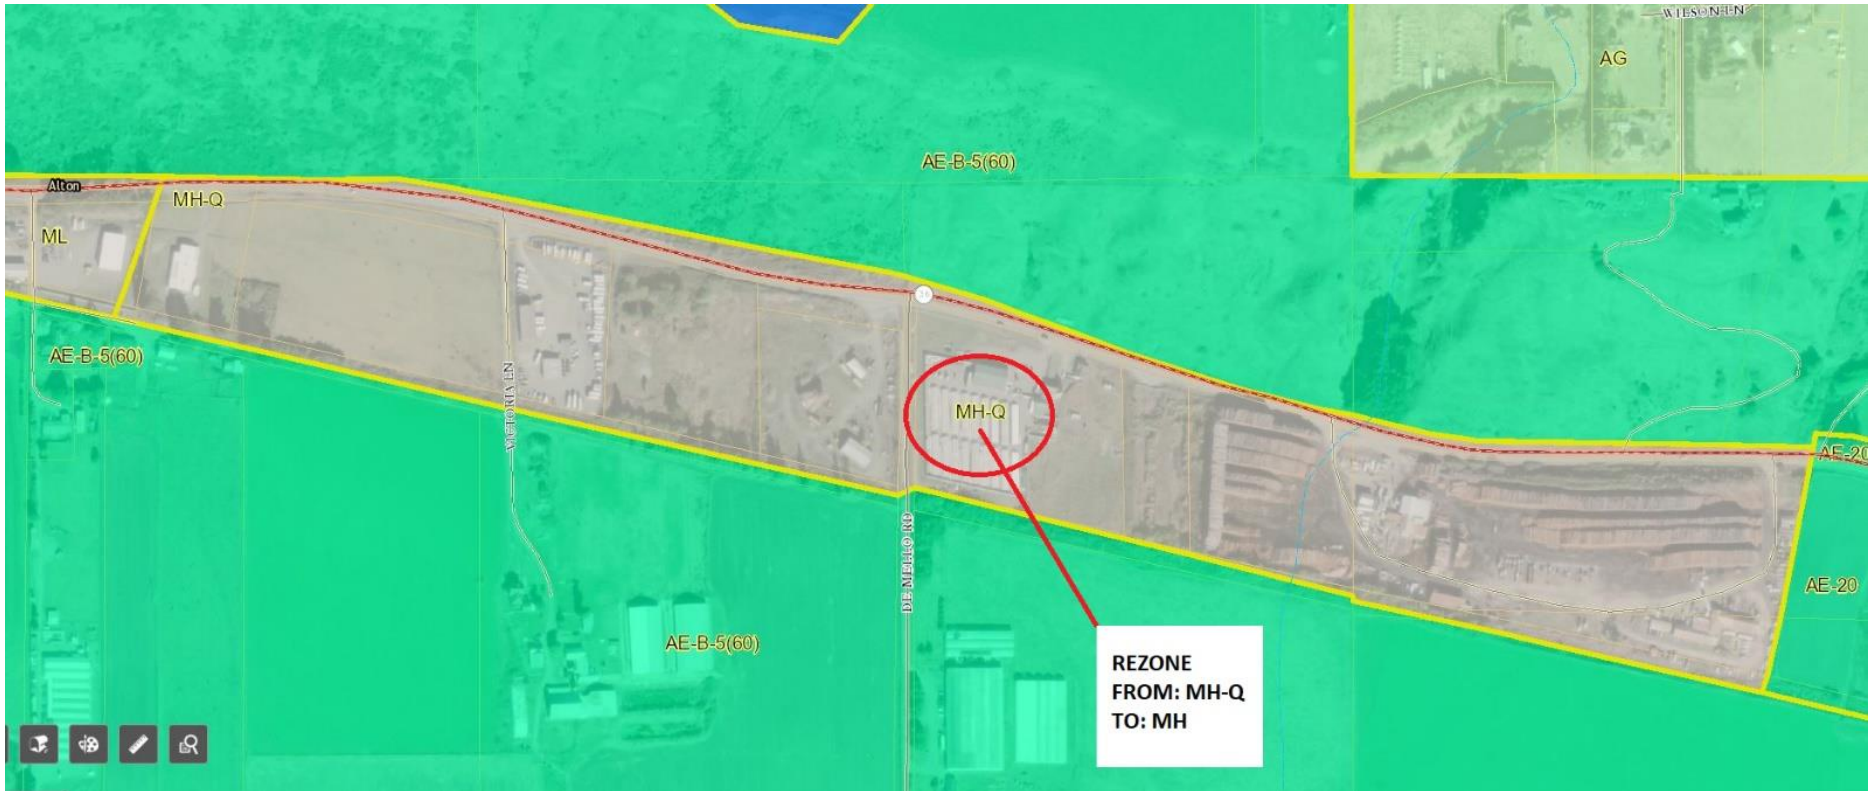 WILSON LN
AG
AE-B-5(60)
Alton
MH-Q
ML
36
AE-B-5(60)
VICTORIA LN
MH-Q
AE-20
DE MELLO RD
AE-20
AE-B-5(60)
REZONE
FROM: MH-Q
TO: MH